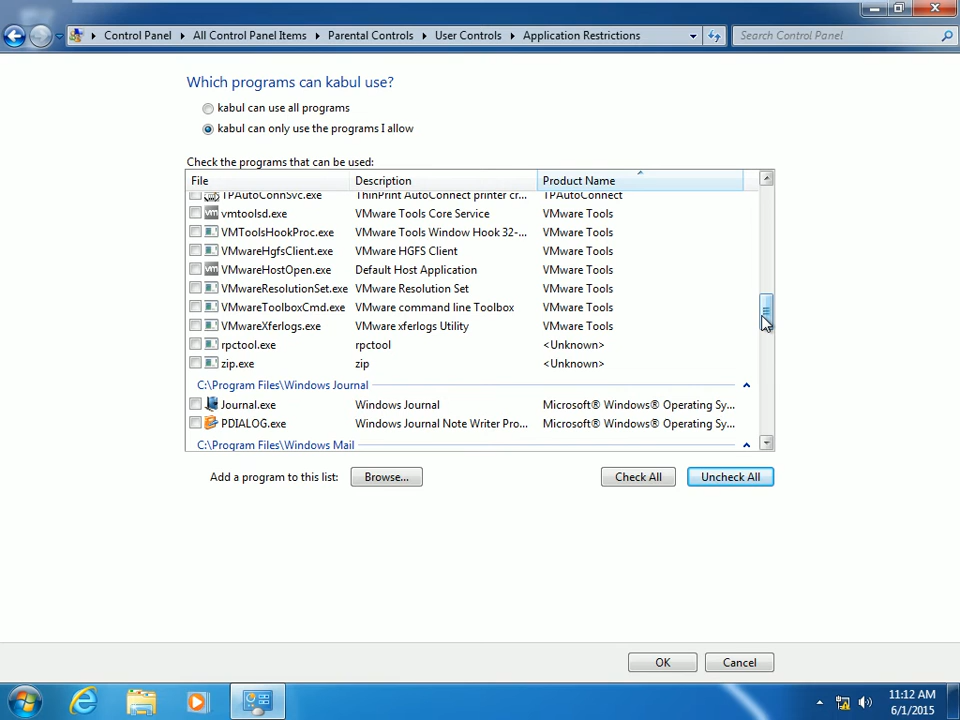 Control Panel All Control Panel Items Parental Controls User Controls Application Restrictions Search Control Panel
Which programs can kabul use?
kabul can use all programs
kabul can only use the programs I allow
Check the programs that can be used:
File Description Product Name
TPAutoConnSvc.exe ThinPrint AutoConnect printer cr... TPAutoConnect
vmtoolsd.exe VMware Tools Core Service VMware Tools
VMToolsHookProc.exe VMware Tools Window Hook 32-... VMware Tools
VMwareHgfsClient.exe VMware HGFS Client VMware Tools
VMwareHostOpen.exe Default Host Application VMware Tools
VMwareResolutionSet.exe VMware Resolution Set VMware Tools
VMwareToolboxCmd.exe VMware command line Toolbox VMware Tools
VMwareXferlogs.exe VMware xferlogs Utility VMware Tools
rpctool.exe rpctool <Unknown>
zip.exe zip <Unknown>
C:\Program Files\Windows Journal
Journal.exe Windows Journal Microsoft® Windows® Operating Sy...
PDIALOG.exe Windows Journal Note Writer Pro... Microsoft® Windows® Operating Sy...
C:\Program Files\Windows Mail
Add a program to this list: Browse... Check All Uncheck All
OK Cancel
11:12 AM
6/1/2015